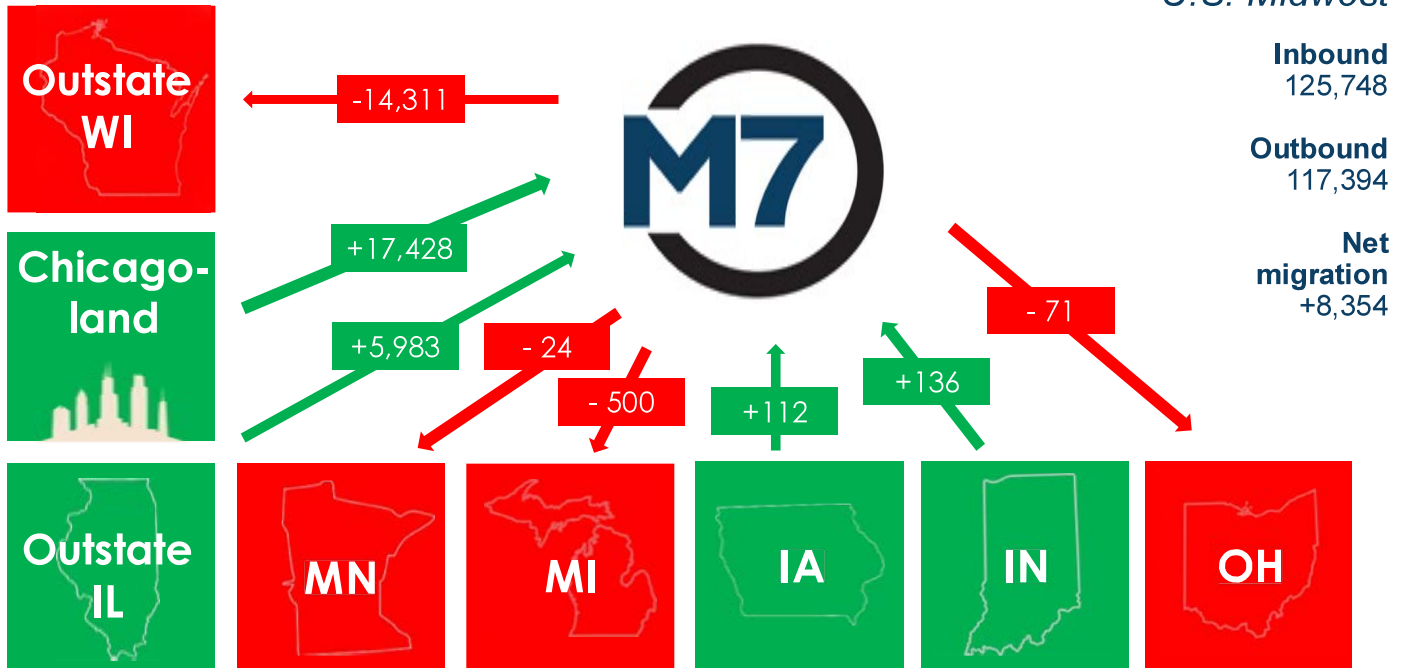 U.S. Midwest
Inbound
125,748
Outbound
117,394
Net
migration
+8,354
Outstate
WI
-14,311
M7
Chicago-
land
+17,428
+5,983
- 24
- 500
+112
+136
- 71
Outstate
IL
MN
MI
IA
IN
OH